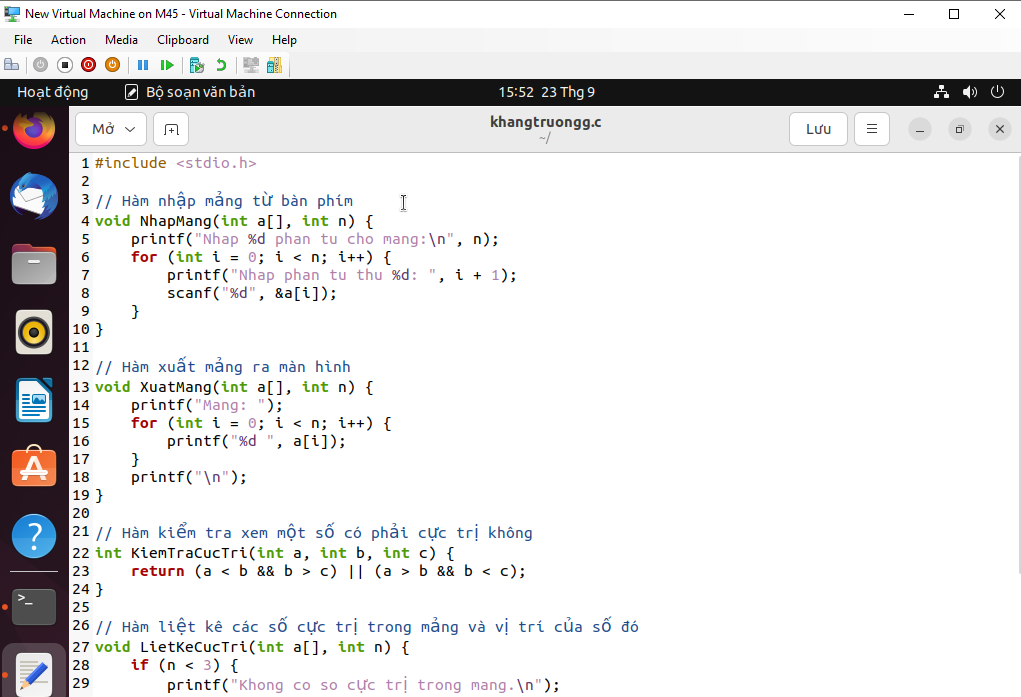 New Virtual Machine on M45 - Virtual Machine Connection
File Action Media Clipboard View Help
Hoạt động Bộ soạn văn bản 15:52 23 Thg 9
Mở khangtruongg.c Lưu
~/
1 #include <stdio.h>
2
3 // Hàm nhập mảng từ bàn phím
4 void NhapMang(int a[], int n) {
5     printf("Nhap %d phan tu cho mang:\n", n);
6     for (int i = 0; i < n; i++) {
7         printf("Nhap phan tu thu %d: ", i + 1);
8         scanf("%d", &a[i]);
9     }
10 }
11
12 // Hàm xuất mảng ra màn hình
13 void XuatMang(int a[], int n) {
14     printf("Mang: ");
15     for (int i = 0; i < n; i++) {
16         printf("%d ", a[i]);
17     }
18     printf("\n");
19 }
20
21 // Hàm kiểm tra xem một số có phải cực trị không
22 int KiemTraCucTri(int a, int b, int c) {
23     return (a < b && b > c) || (a > b && b < c);
24 }
25
26 // Hàm liệt kê các số cực trị trong mảng và vị trí của số đó
27 void LietKeCucTri(int a[], int n) {
28     if (n < 3) {
29         printf("Khong co so cực trị trong mang.\n");